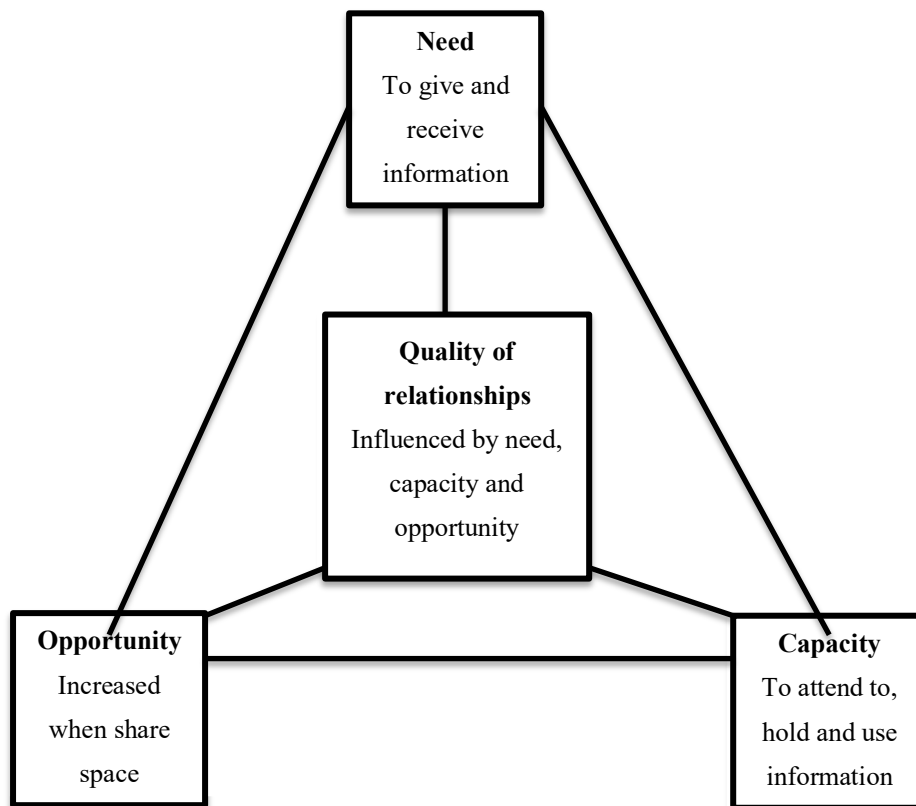 Need
To give and
receive
information
Quality of
relationships
Influenced by need,
capacity and
opportunity
Opportunity
Increased
when share
space
Capacity
To attend to,
hold and use
information